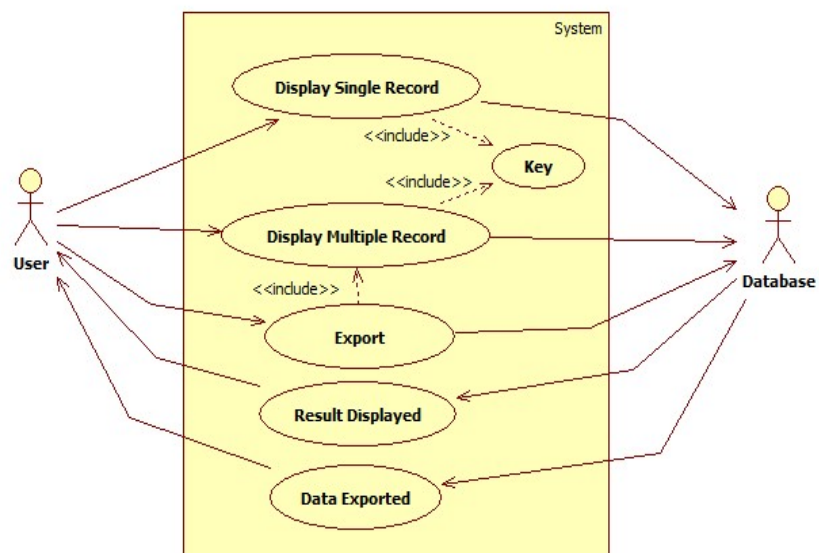 System
Display Single Record
<<include>>
Key
<<include>>
Display Multiple Record
User
Database
<<include>>
Export
Result Displayed
Data Exported